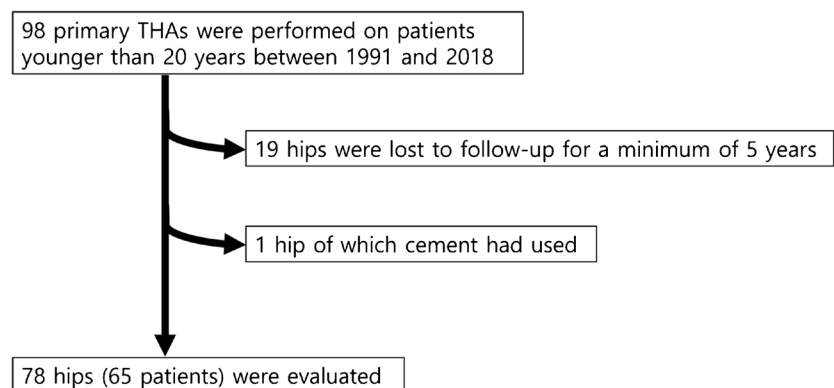 98 primary THAs were performed on patients
younger than 20 years between 1991 and 2018
19 hips were lost to follow-up for a minimum of 5 years
1 hip of which cement had used
78 hips (65 patients) were evaluated